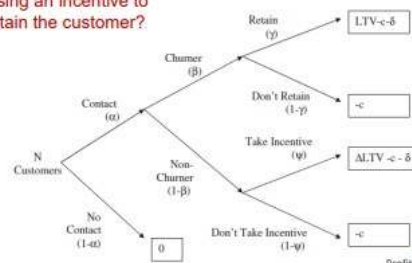 sing an incentive to
tain the customer?
Retain
(γ)
LTV-c-δ
Churner
(β)
Contact
(α)
Don't Retain
(1-γ)
-c
Take Incentive
(ψ)
N
Customers
Non-
Churner
(1-β)
ΔLTV -c - δ
No
Contact
(1-α)
0
Don't Take Incentive
(1-ψ)
-c
Profit